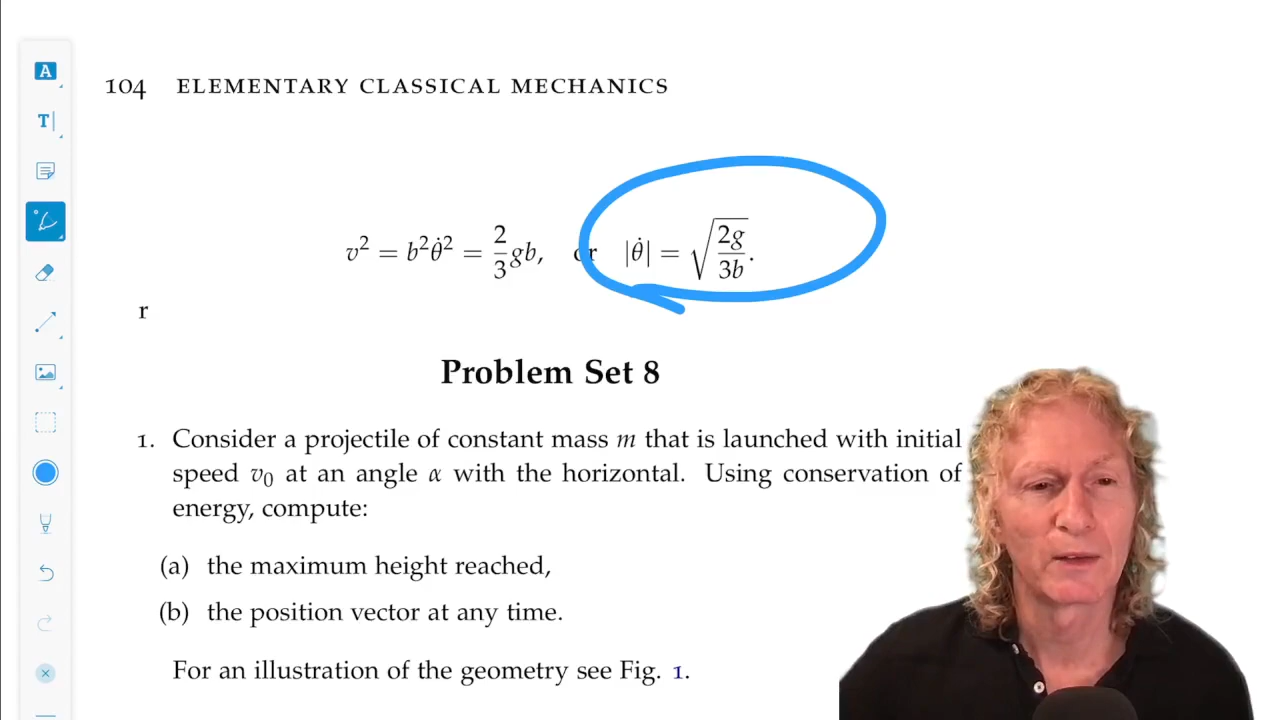 A
T
104 ELEMENTARY CLASSICAL MECHANICS
v² = b²θ̇² = 2/3 gb, or |θ̇| = √(2g/3b).
r
Problem Set 8
1. Consider a projectile of constant mass m that is launched with initial
speed v₀ at an angle α with the horizontal. Using conservation of
energy, compute:
(a) the maximum height reached,
(b) the position vector at any time.
For an illustration of the geometry see Fig. 1.